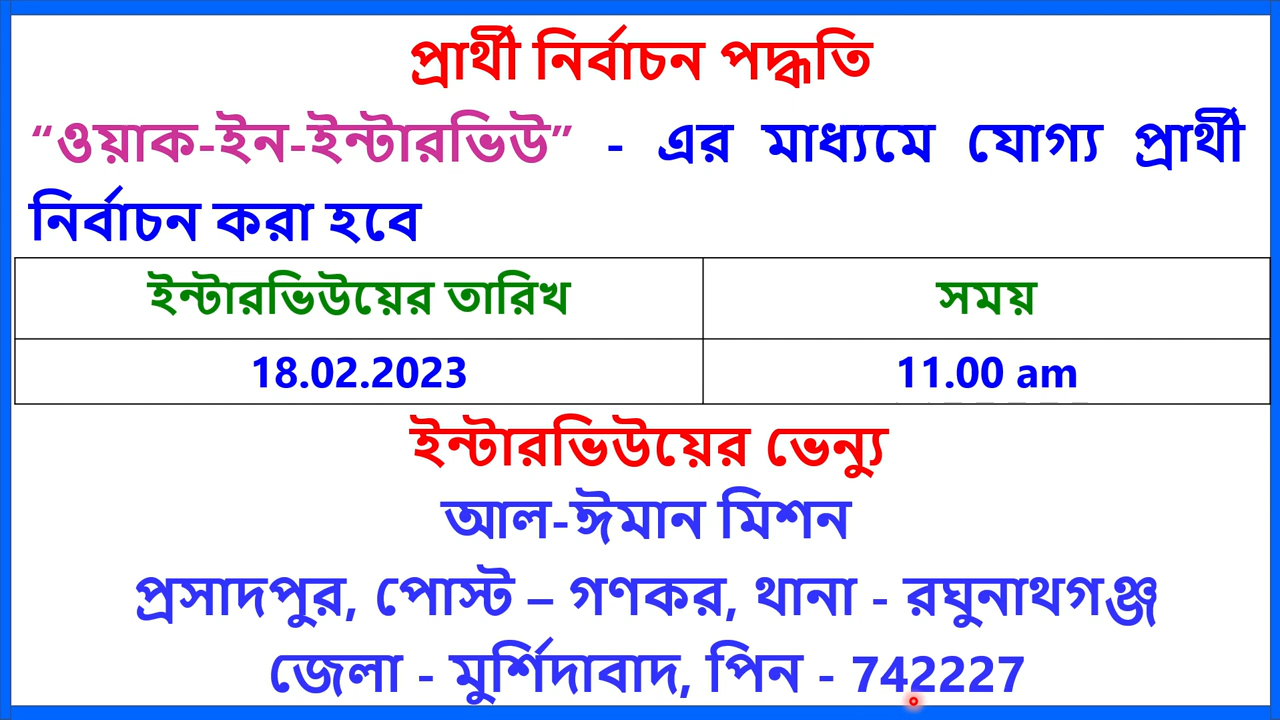 প্রার্থী নির্বাচন পদ্ধতি
“ওয়াক-ইন-ইন্টারভিউ” - এর মাধ্যমে যোগ্য প্রার্থী
নির্বাচন করা হবে
ইন্টারভিউয়ের তারিখ সময়
18.02.2023 11.00 am
ইন্টারভিউয়ের ভেন্যু
আল-ঈমান মিশন
প্রসাদপুর, পোস্ট – গণকর, থানা - রঘুনাথগঞ্জ
জেলা - মুর্শিদাবাদ, পিন - 742227